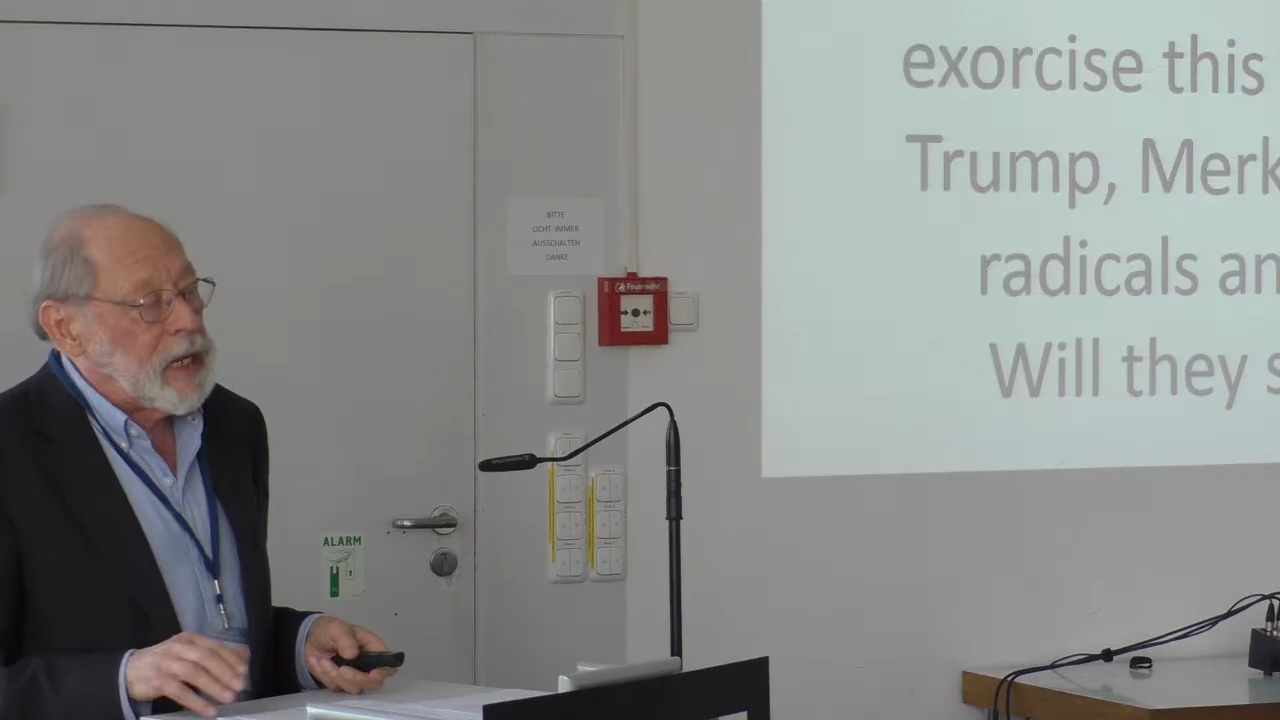 exorcise this
Trump, Merk
radicals an
Will they s
BITTE
LICHT IMMER
AUSSCHALTEN
DANKE
Feuerwehr
ALARM